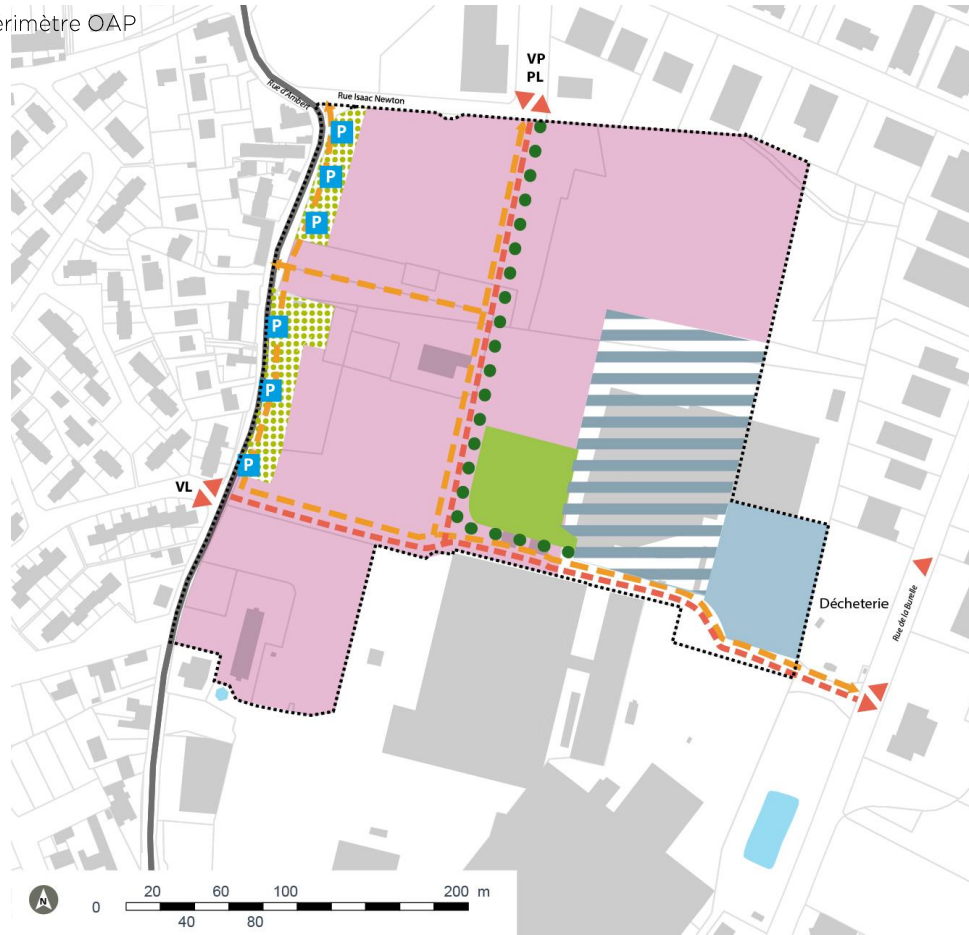 érimètre OAP
VP
PL
Rue d'Ambert
Rue Isaac Newton
P
P
P
P
P
P
VL
Décheterie
Rue de la Burelle
N
0 20 40 60 80 100 200 m